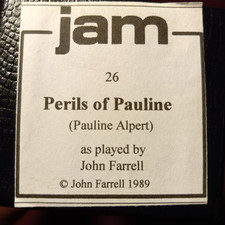 jam
26
Perils of Pauline
(Pauline Alpert)
as played by
John Farrell
© John Farrell 1989